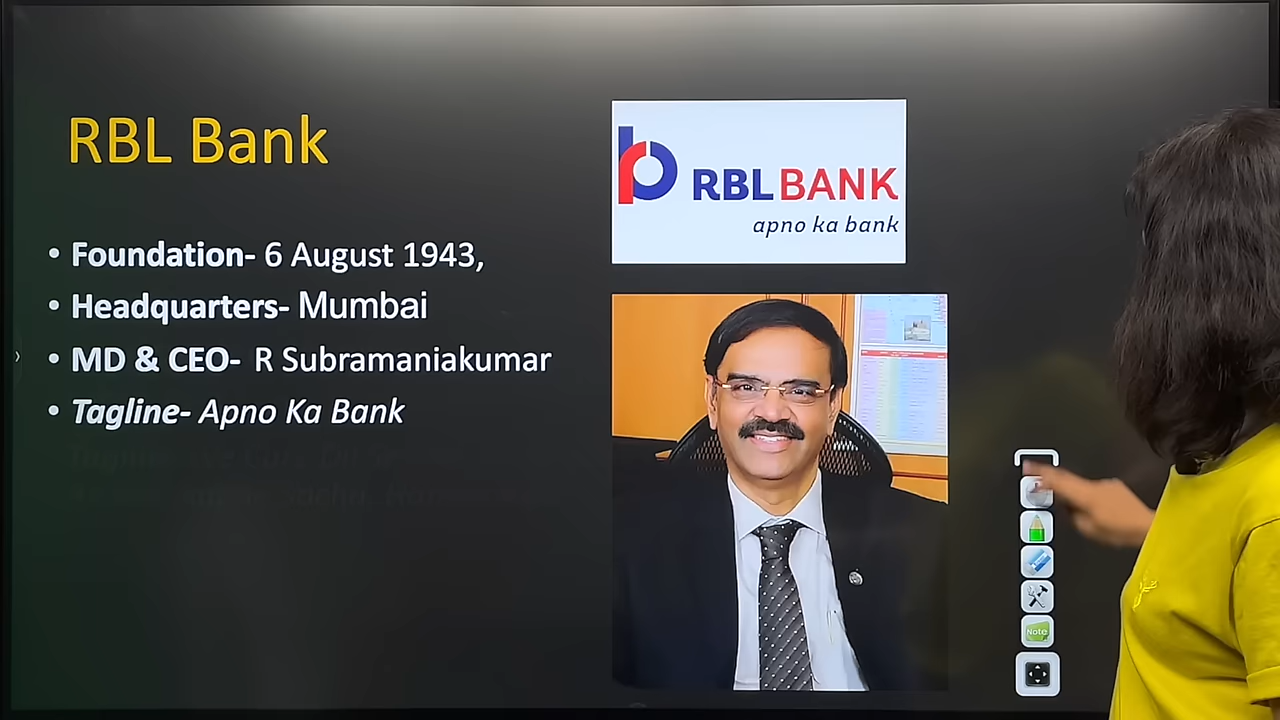 RBL Bank
RBL BANK
apno ka bank
• Foundation- 6 August 1943,
• Headquarters- Mumbai
• MD & CEO- R Subramaniakumar
• Tagline- Apno Ka Bank
Note